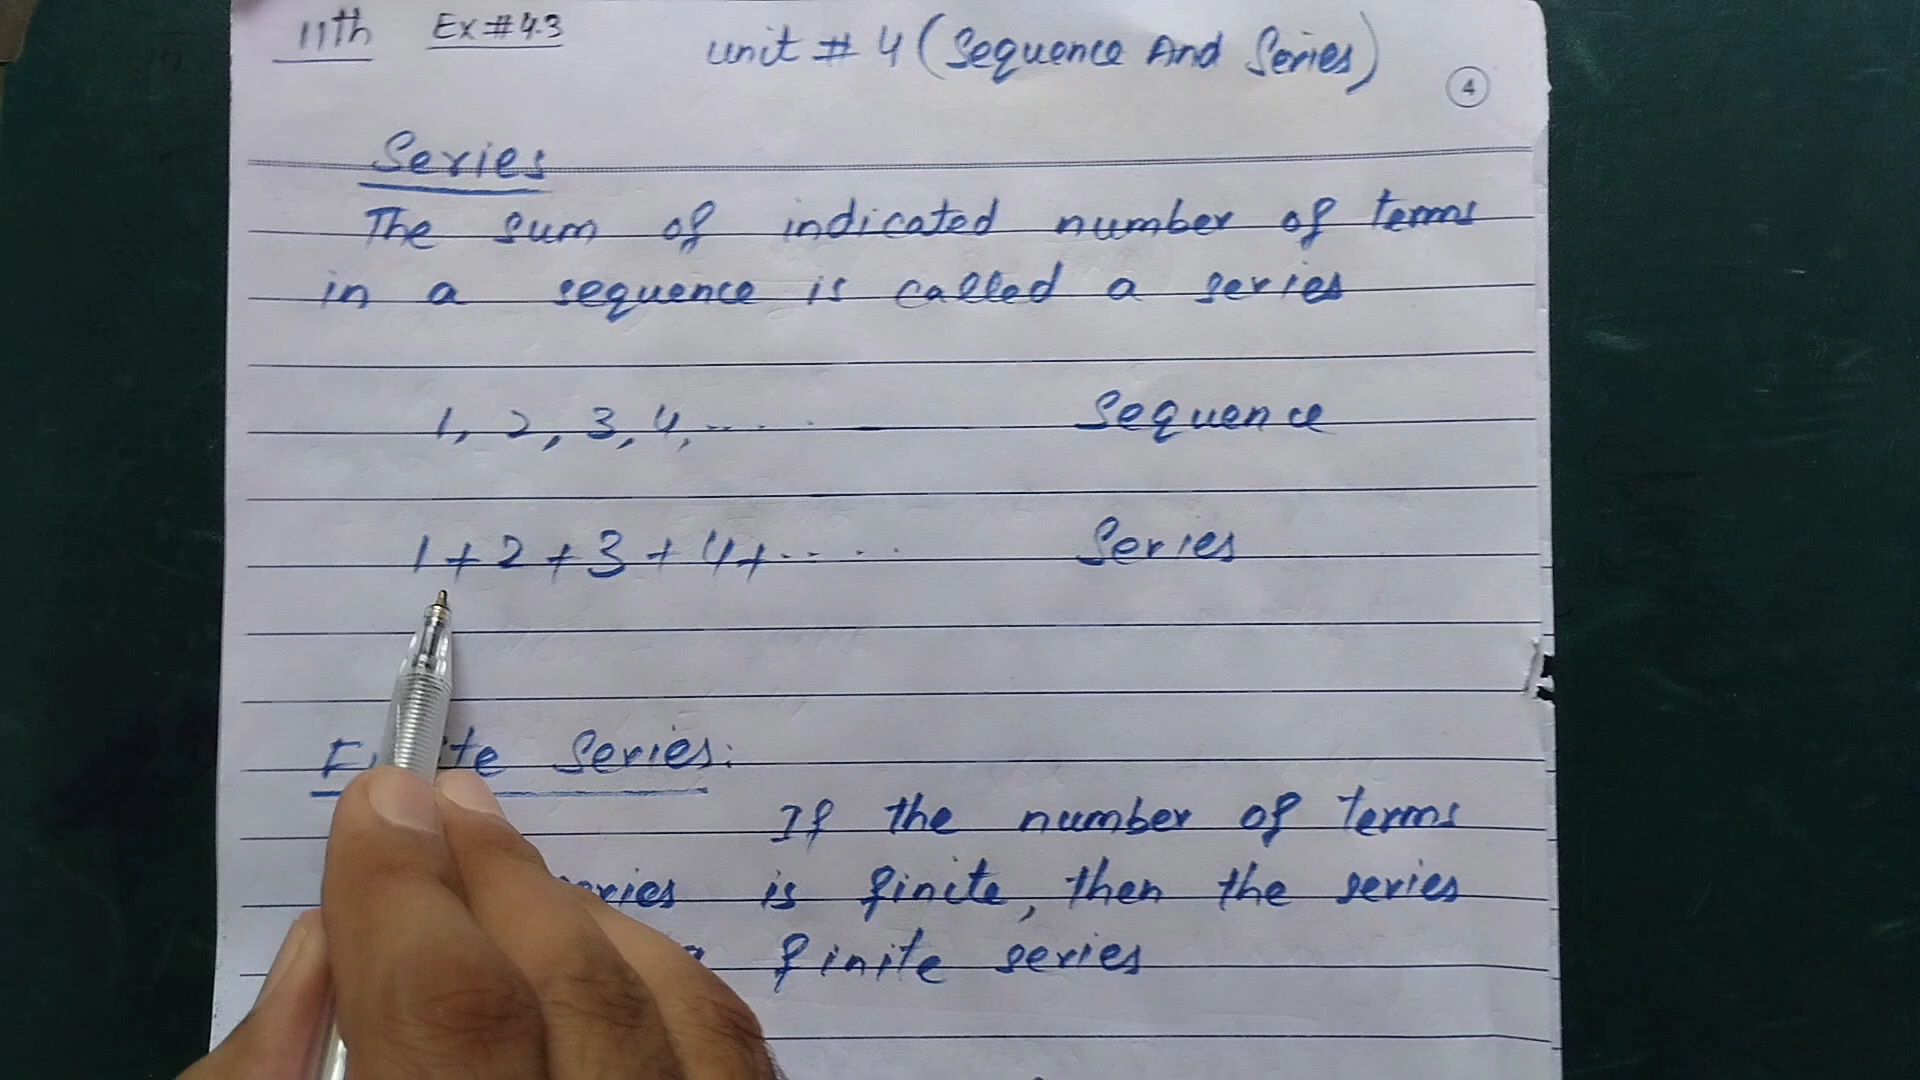 11th Ex#4.3 Unit # 4 (Sequence And Series)
4
Series
The sum of indicated number of terms
in a sequence is called a series
1, 2, 3, 4, ..... Sequence
1+2+3+4+..... Series
Series:
If the number of terms
is finite, then the series
finite series